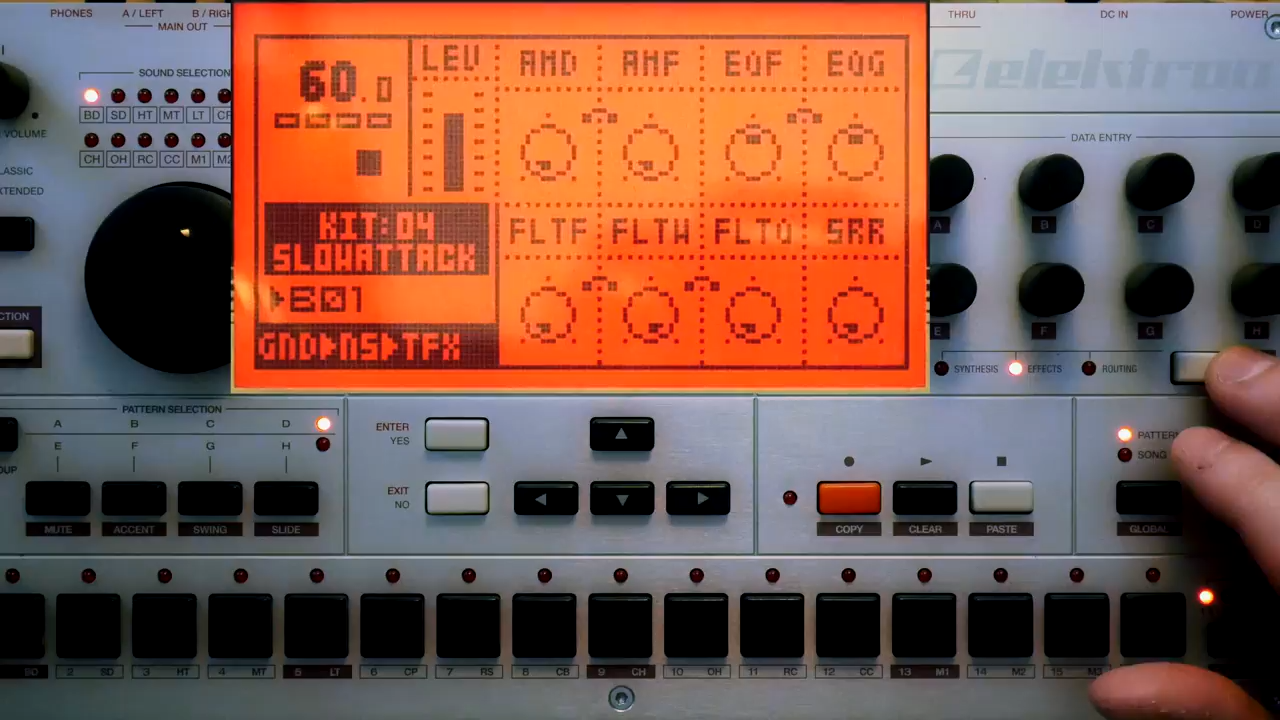 PHONES A / LEFT B / RIGH
MAIN OUT
THRU DC IN POWER
elektron
SOUND SELECTION
BD SD HT MT LT CP
CH OH RC CC M1 M2
VOLUME
EXTENDED
60.0
LEV AMD AMF EQF EQG
KIT:04
SLOWATTACK
B01
GND NS TFX
FLTF FLTW FLTQ SRR
DATA ENTRY
A B C D
E F G H
SYNTHESIS EFFECTS ROUTING
PATTERN SELECTION
A B C D
E F G H
MUTE ACCENT SWING SLIDE
ENTER
YES
EXIT
NO
COPY CLEAR PASTE
PATTERN
SONG
GLOBAL
BD 2 SD 3 HT 4 MT 5 LT 6 CP 7 RS 8 CB 9 CH 10 OH 11 RC 12 CC 13 M1 14 M2 15 M3